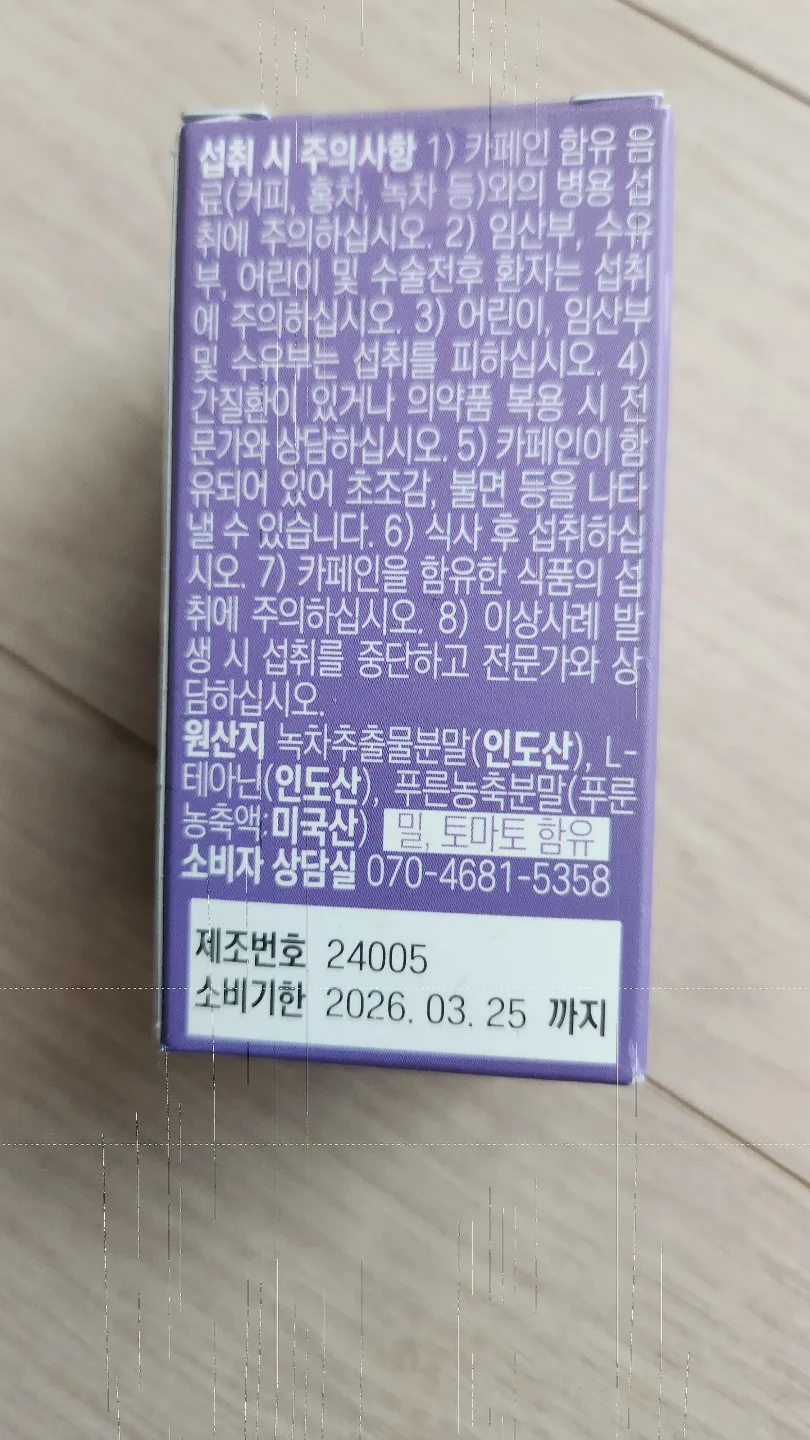 섭취 시 주의사항 1) 카페인 함유 음
료(커피, 홍차, 녹차 등)와의 병용 섭
취에 주의하십시오. 2) 임산부, 수유
부, 어린이 및 수술전후 환자는 섭취
에 주의하십시오. 3) 어린이, 임산부
및 수유부는 섭취를 피하십시오. 4)
간질환이 있거나 의약품 복용 시 전
문가와 상담하십시오. 5) 카페인이 함
유되어 있어 초조감, 불면 등을 나타
낼 수 있습니다. 6) 식사 후 섭취하십
시오. 7) 카페인을 함유한 식품의 섭
취에 주의하십시오. 8) 이상사례 발
생 시 섭취를 중단하고 전문가와 상
담하십시오.
원산지 녹차추출물분말(인도산), L-
테아닌(인도산), 푸룬농축분말(푸룬
농축액:미국산) 밀, 토마토 함유
소비자 상담실 070-4681-5358
제조번호 24005
소비기한 2026. 03. 25 까지